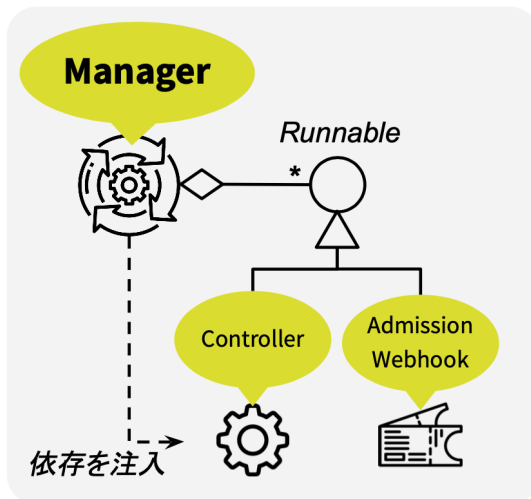 Manager
Runnable
*
Controller
Admission
Webhook
依存を注入